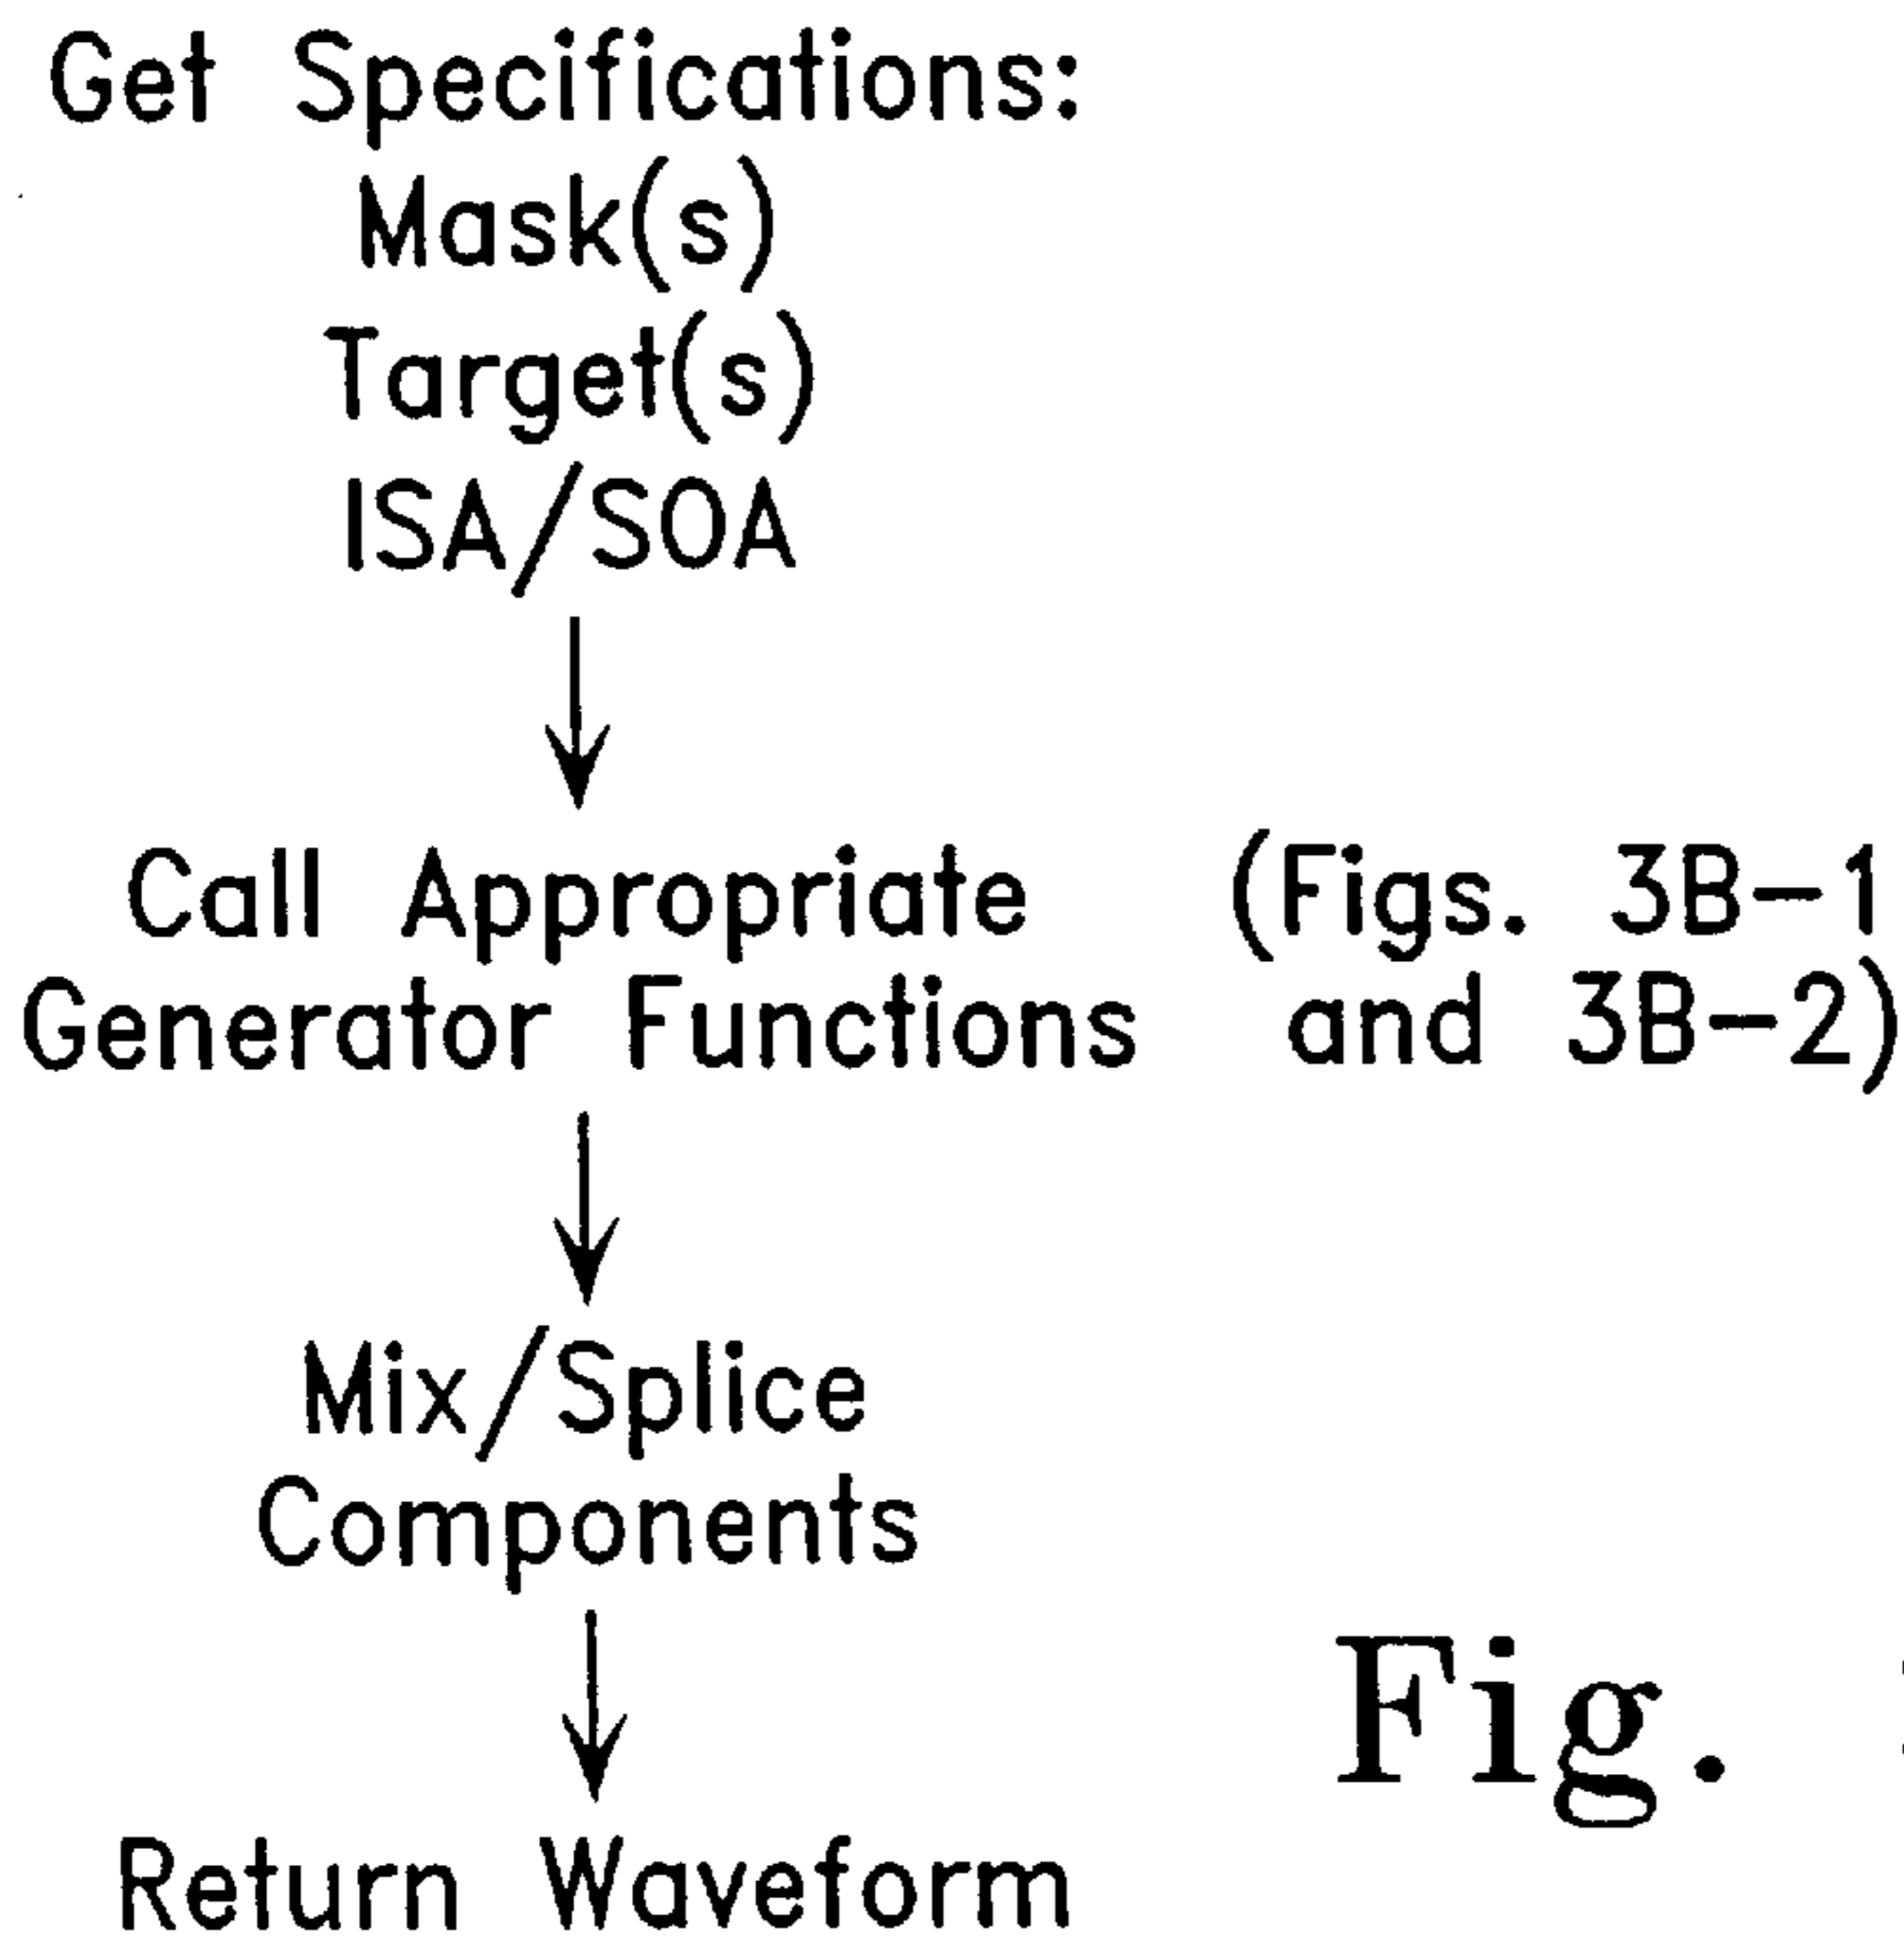 Get Specifications:
Mask(s)
Target(s)
ISA/SOA
Call Appropriate (Figs. 3B-1
Generator Functions and 3B-2)
Mix/Splice
Components
Fig.
Return Waveform